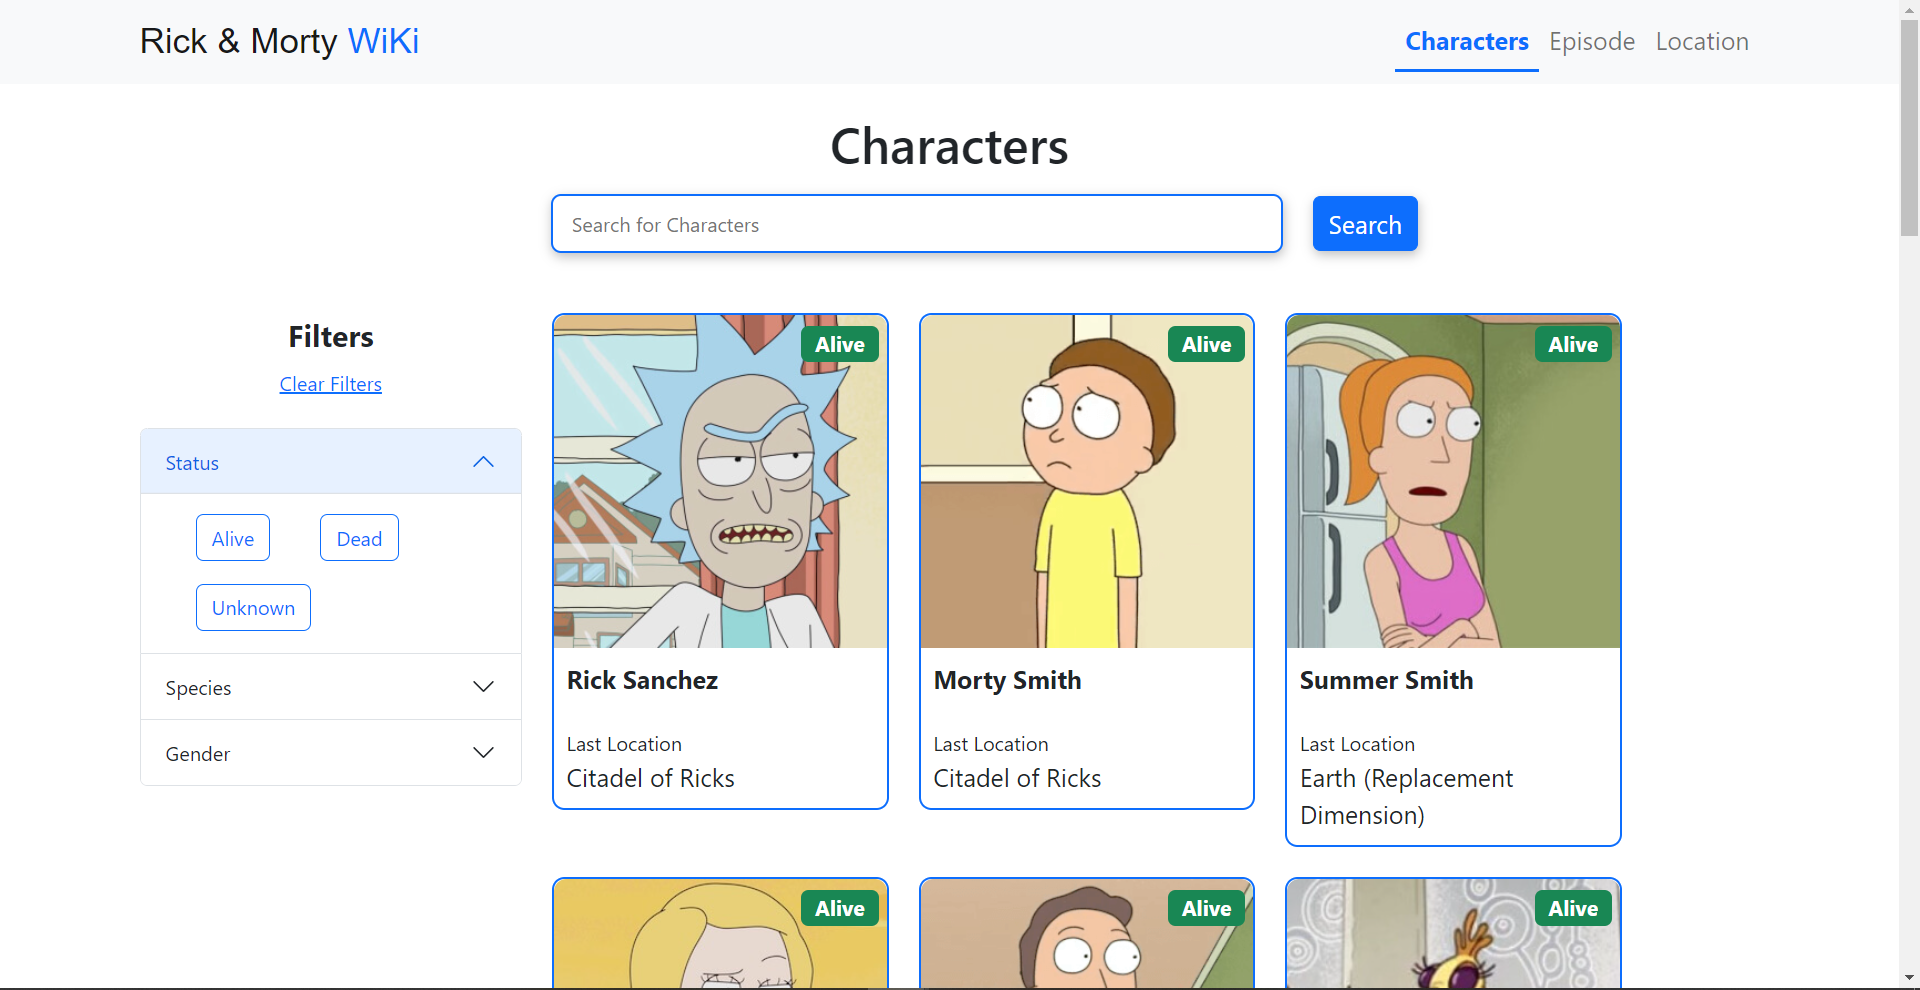 Rick & Morty WiKi
Characters Episode Location
Characters
Search for Characters
Search
Filters
Clear Filters
Status
Alive Dead
Unknown
Species
Gender
Alive
Rick Sanchez
Last Location
Citadel of Ricks
Alive
Morty Smith
Last Location
Citadel of Ricks
Alive
Summer Smith
Last Location
Earth (Replacement
Dimension)
Alive
Alive
Alive